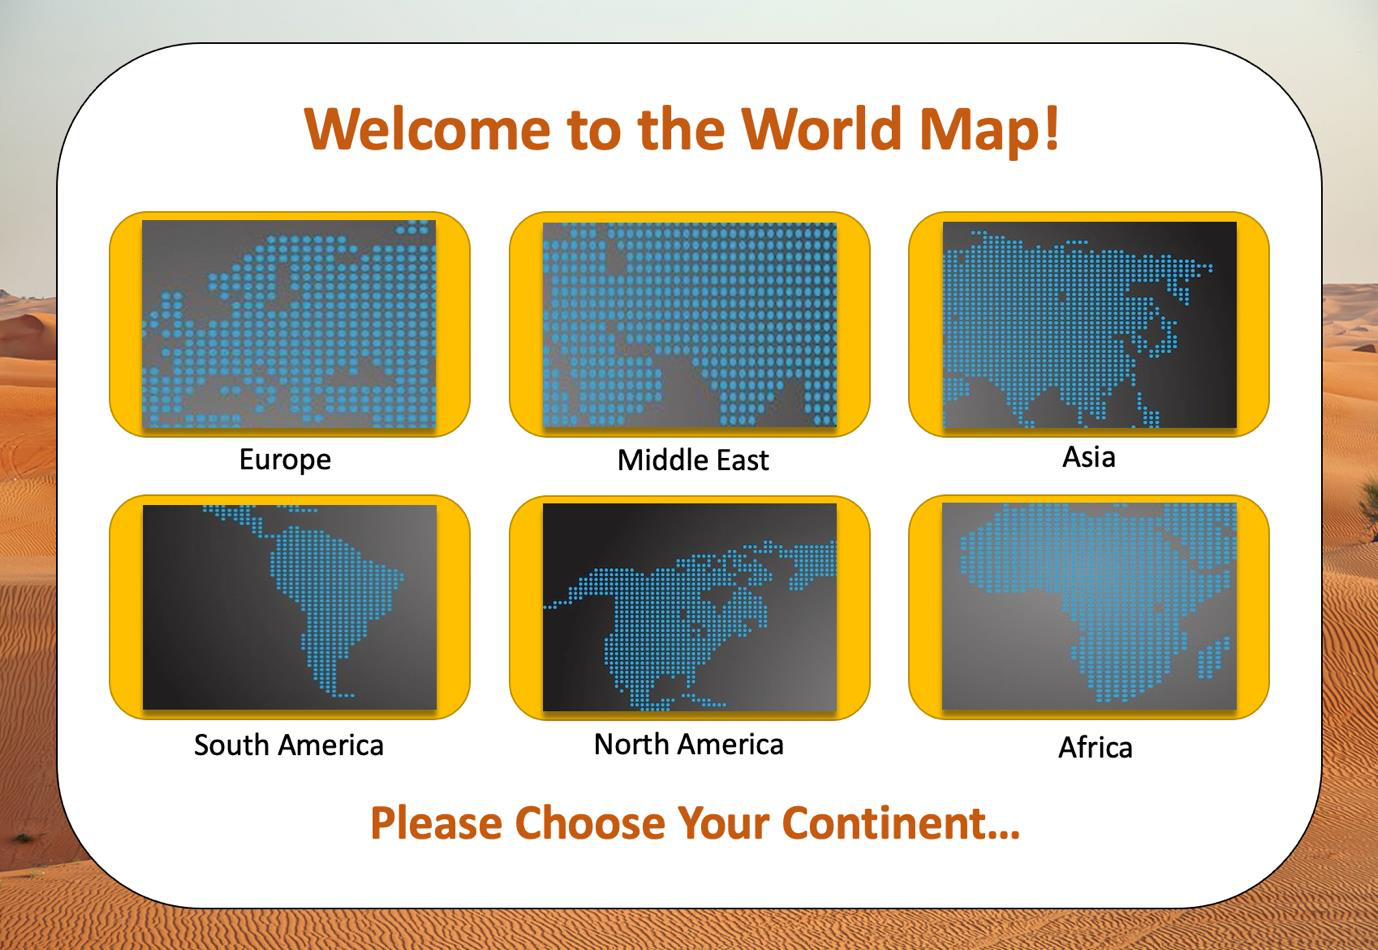 Welcome to the World Map!
Europe
Middle East
Asia
South America
North America
Africa
Please Choose Your Continent...